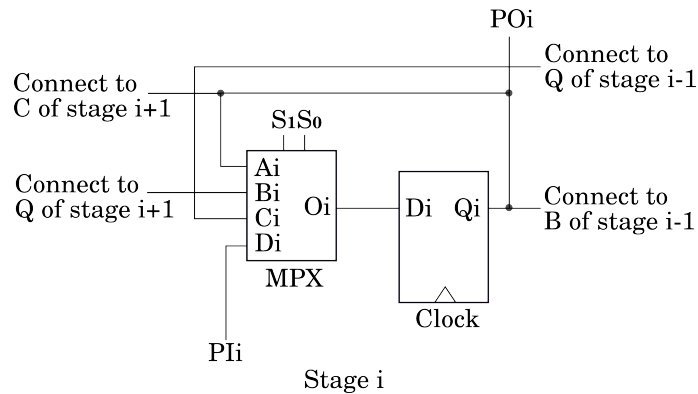 POi
Connect to
Q of stage i-1
Connect to
C of stage i+1
S1S0
Ai
Bi
Ci
Di
Oi
MPX
Connect to
Q of stage i+1
Di
Qi
Clock
Connect to
B of stage i-1
PIi
Stage i